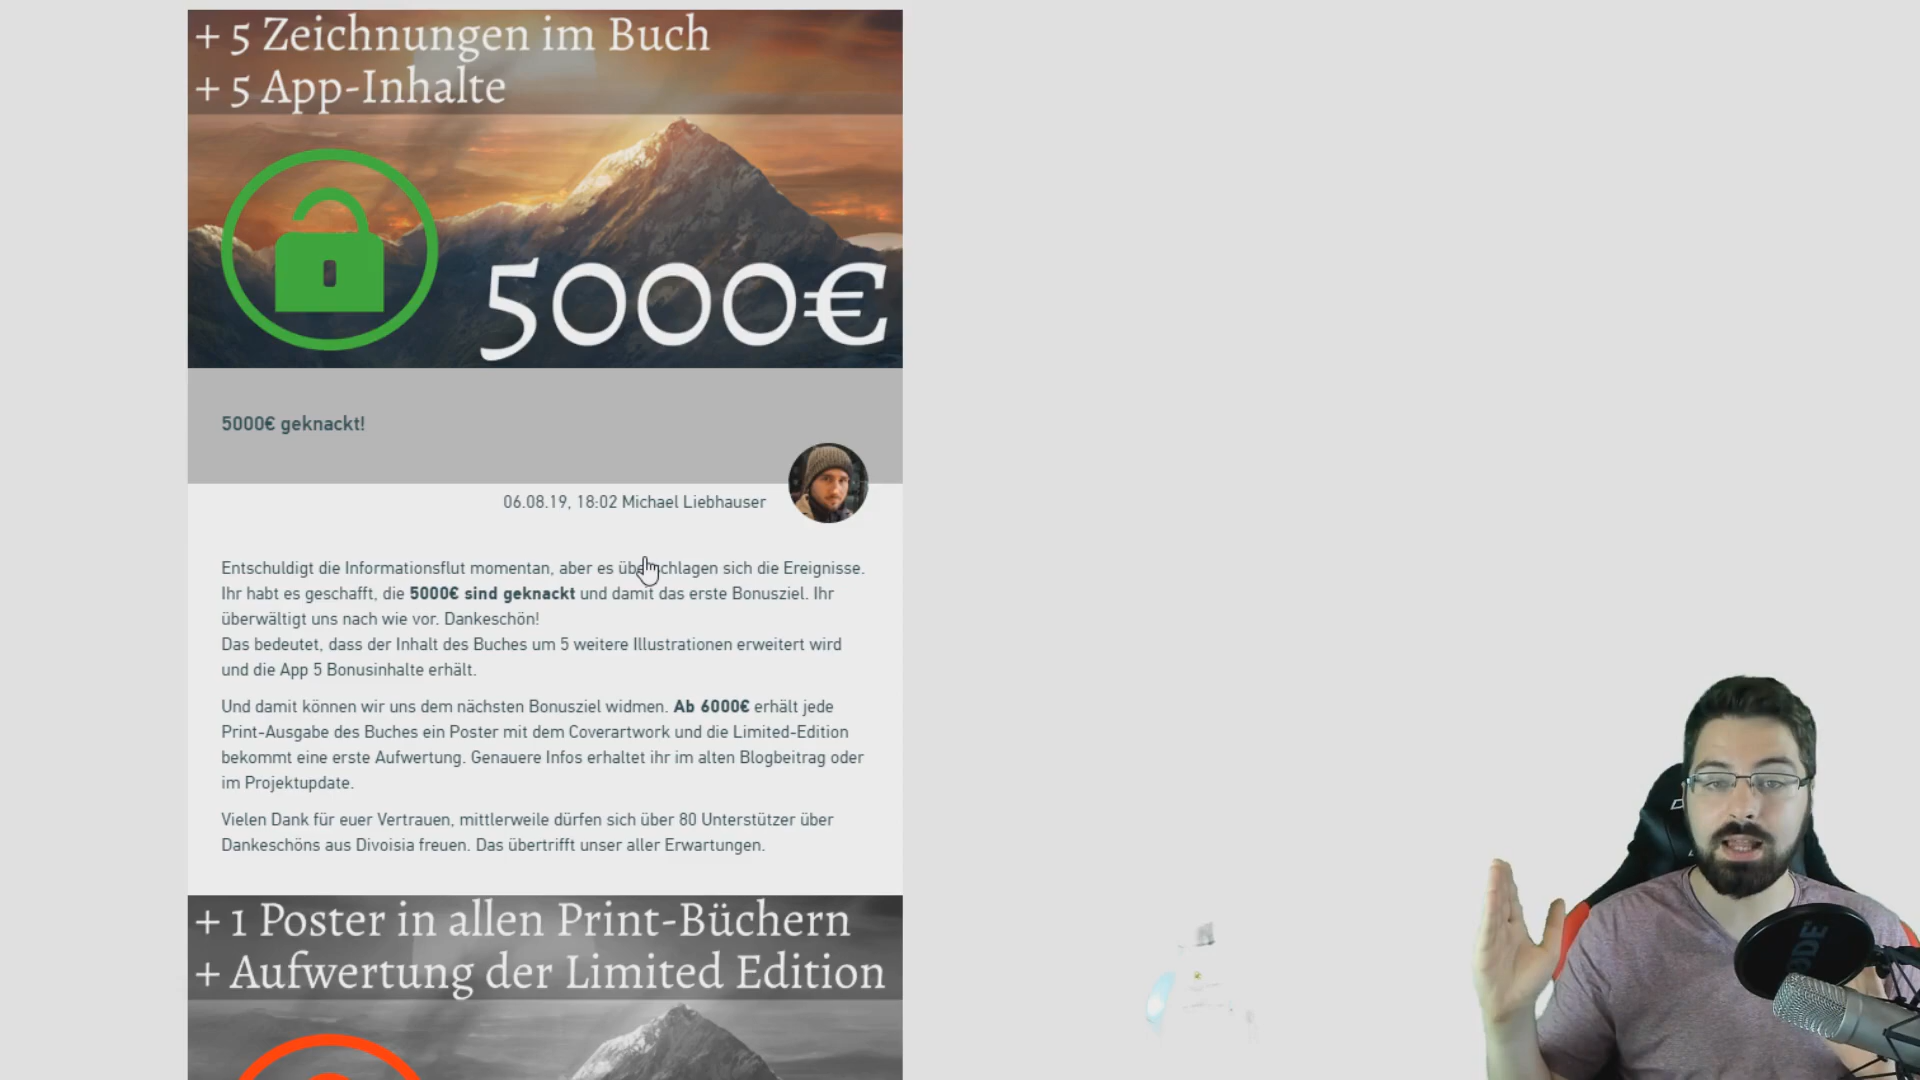 + 5 Zeichnungen im Buch
+ 5 App-Inhalte
5000€
5000€ geknackt!
06.08.19, 18:02 Michael Liebhauser
Entschuldigt die Informationsflut momentan, aber es überschlagen sich die Ereignisse.
Ihr habt es geschafft, die 5000€ sind geknackt und damit das erste Bonusziel. Ihr
überwältigt uns nach wie vor. Dankeschön!
Das bedeutet, dass der Inhalt des Buches um 5 weitere Illustrationen erweitert wird
und die App 5 Bonusinhalte erhält.
Und damit können wir uns dem nächsten Bonusziel widmen. Ab 6000€ erhält jede
Print-Ausgabe des Buches ein Poster mit dem Coverartwork und die Limited-Edition
bekommt eine erste Aufwertung. Genauere Infos erhaltet ihr im alten Blogbeitrag oder
im Projektupdate.
Vielen Dank für euer Vertrauen, mittlerweile dürfen sich über 80 Unterstützer über
Dankeschöns aus Divoisia freuen. Das übertrifft unser aller Erwartungen.
+ 1 Poster in allen Print-Büchern
+ Aufwertung der Limited Edition
RODE